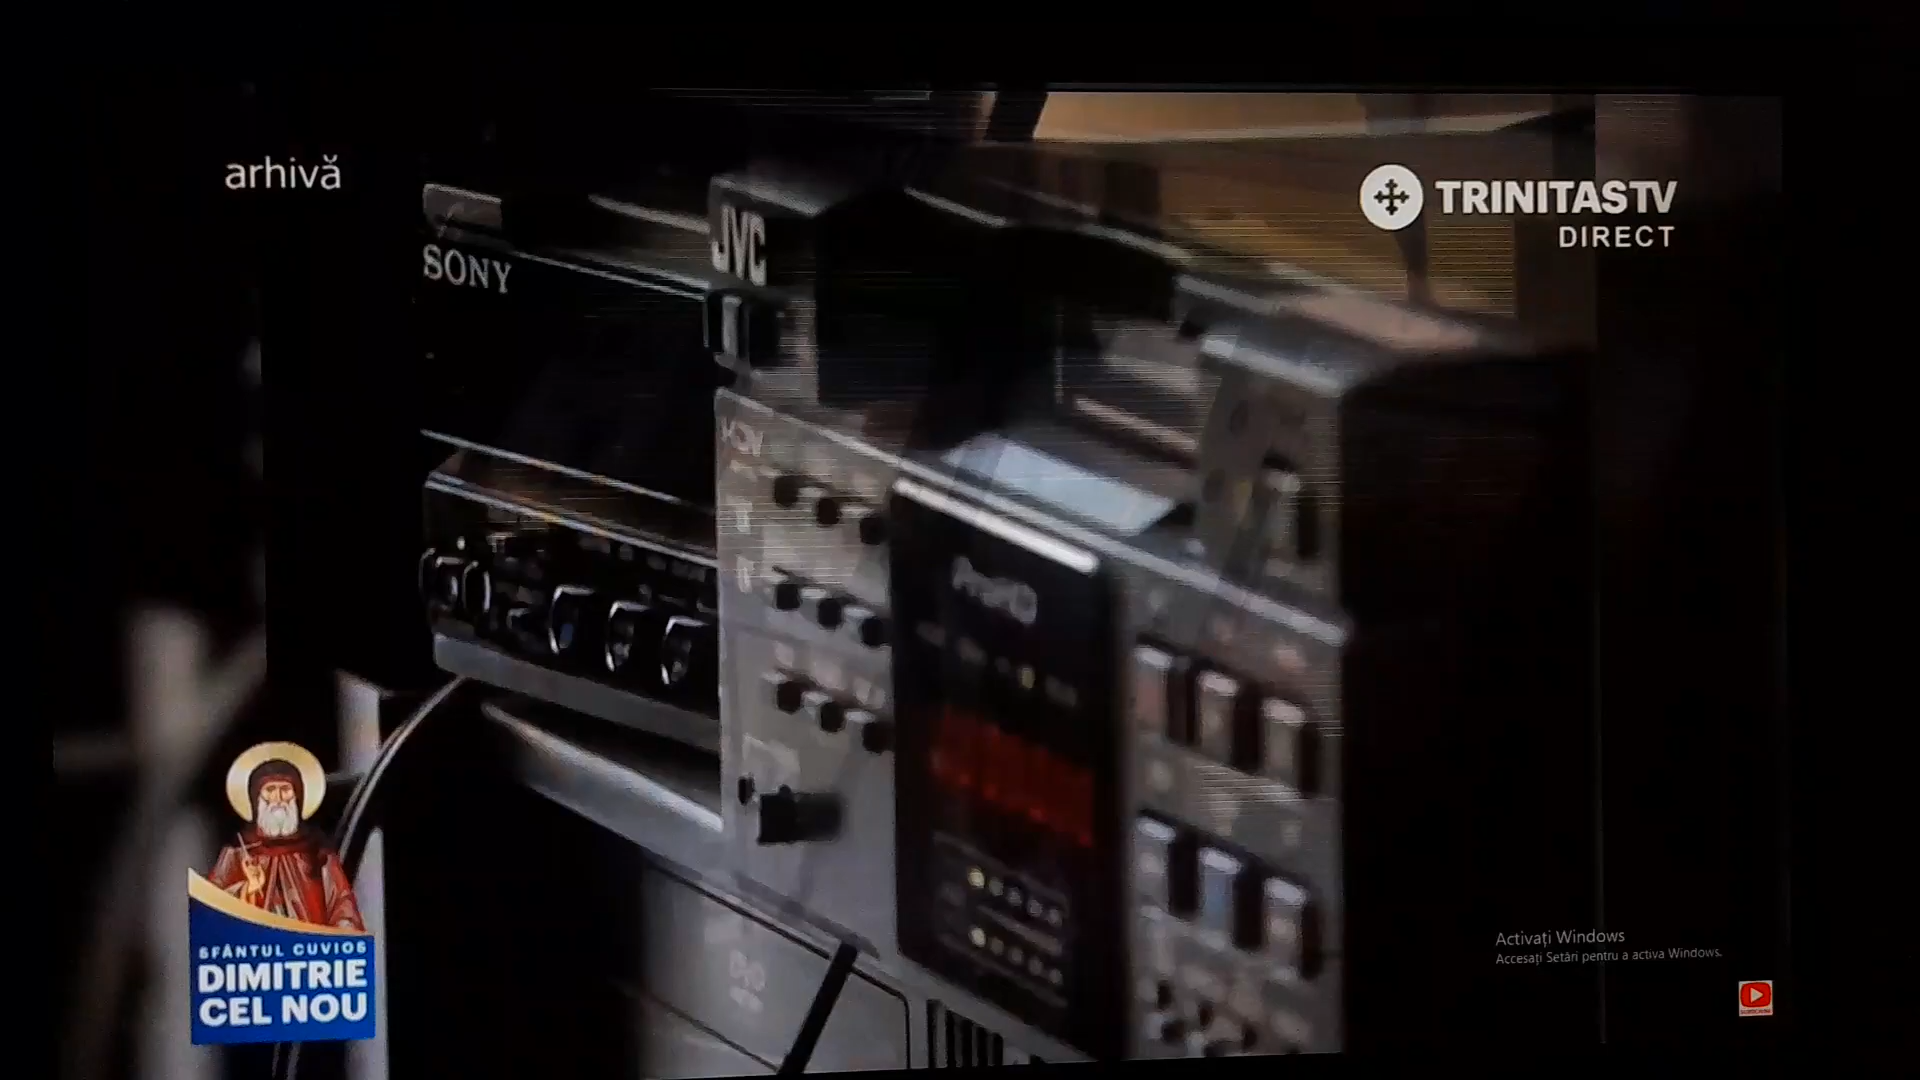 arhivă
TRINITAS TV
DIRECT
SONY
JVC
SFÂNTUL CUVIOS
DIMITRIE
CEL NOU
Activați Windows
Accesați Setări pentru a activa Windows.